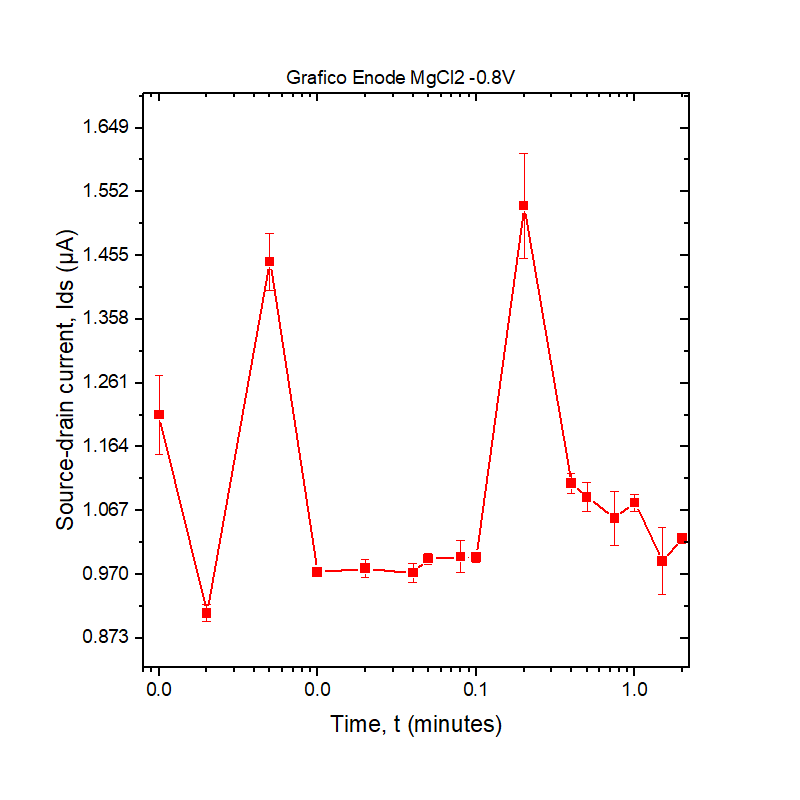 Grafico Enode MgCl2 -0.8V
1.649
1.552
1.455
1.358
1.261
1.164
1.067
0.970
0.873
Source-drain current, Ids (µA)
0.0 0.0 0.1 1.0
Time, t (minutes)